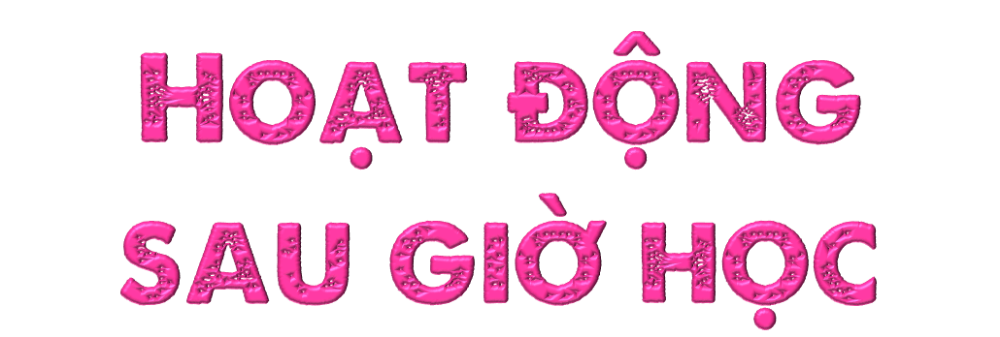 HOẠT ĐỘNG
SAU GIỜ HỌC